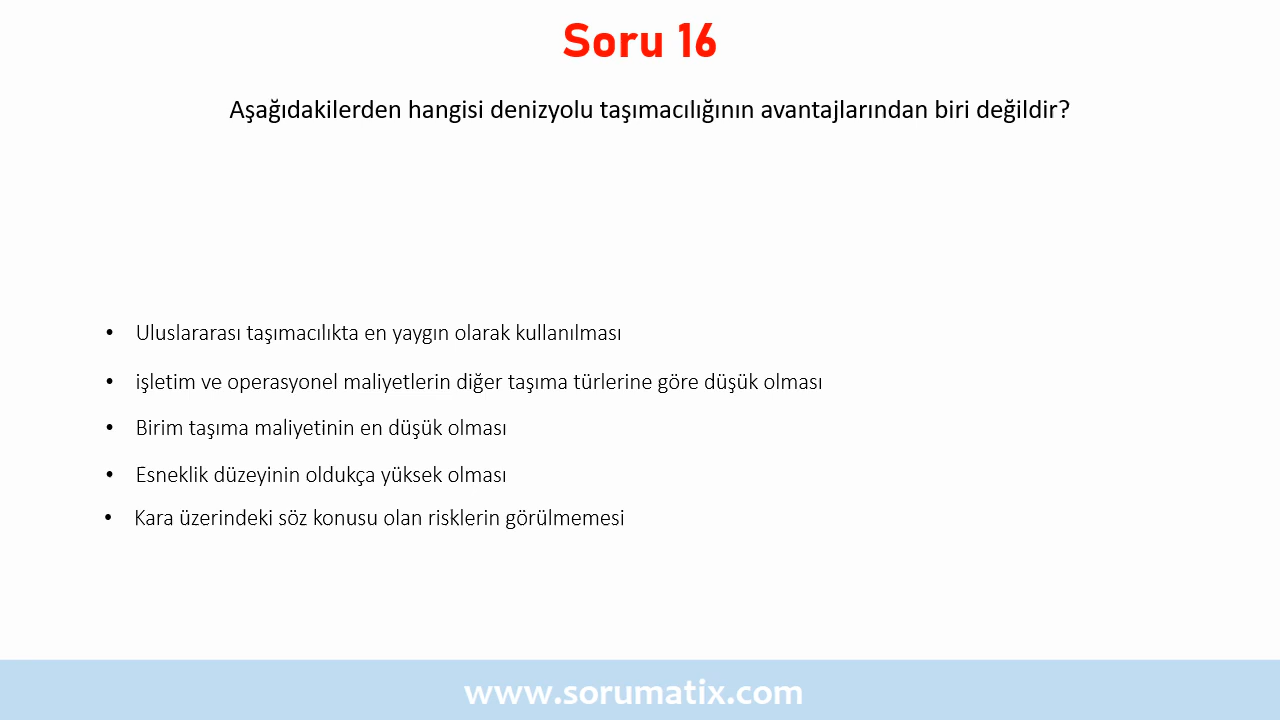 Soru 16
Aşağıdakilerden hangisi denizyolu taşımacılığının avantajlarından biri değildir?
• Uluslararası taşımacılıkta en yaygın olarak kullanılması
• işletim ve operasyonel maliyetlerin diğer taşıma türlerine göre düşük olması
• Birim taşıma maliyetinin en düşük olması
• Esneklik düzeyinin oldukça yüksek olması
• Kara üzerindeki söz konusu olan risklerin görülmemesi
www.sorumatix.com